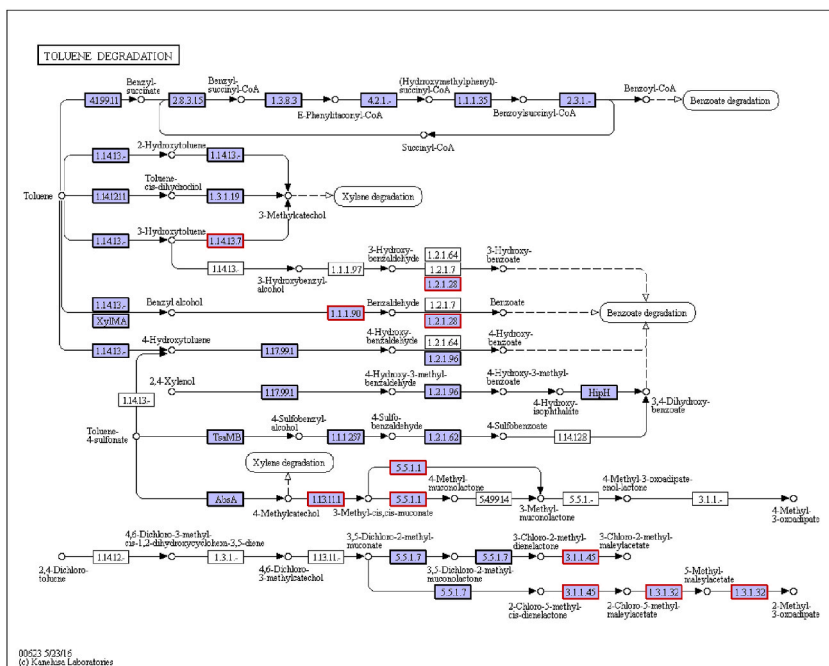 TOLUENE DEGRADATION
Benzyl-
succinate
Benzyl-
succinyl-CoA
(Hydroxymethylphenyl)-
succinyl-CoA
Benzoyl-CoA
4.1.99.11
2.8.3.15
1.3.8.3
4.2.1.-
1.1.1.35
2.3.1.-
Benzoate degradation
E-Phenylitaconyl-CoA
Benzoylsuccinyl-CoA
Succinyl-CoA
2-Hydroxytoluene
1.14.13.-
1.14.13.-
Toluene-
cis-dihydrodiol
Toluene
1.14.12.11
1.3.1.19
Xylene degradation
3-Methylcatechol
3-Hydroxytoluene
1.14.13.-
1.14.13.7
3-Hydroxy-
benzaldehyde
1.2.1.64
3-Hydroxy-
benzoate
1.14.13.-
1.1.1.97
1.2.1.7
3-Hydroxybenzyl-
alcohol
1.2.1.28
1.14.13.-
Benzyl alcohol
Benzaldehyde
1.2.1.7
Benzoate
XylMA
1.1.1.90
1.2.1.28
Benzoate degradation
4-Hydroxytoluene
4-Hydroxy-
benzaldehyde
1.2.1.64
4-Hydroxy-
benzoate
1.14.13.-
1.17.99.1
1.2.1.96
2,4-Xylenol
4-Hydroxy-3-methyl-
benzaldehyde
4-Hydroxy-3-methyl-
benzoate
1.14.13.-
1.17.99.1
1.2.1.96
HipH
4-Hydroxy-
isophthalate
3,4-Dihydroxy-
benzoate
Toluene-
4-sulfonate
4-Sulfobenzyl-
alcohol
4-Sulfo-
benzaldehyde
4-Sulfobenzoate
TsaMB
1.1.1.257
1.2.1.62
1.14.12.8
Xylene degradation
5.5.1.1
4-Methyl-
muconolactone
4-Methyl-3-oxoadipate-
enol-lactone
AbsA
1.13.11.1
5.5.1.1
5.4.99.14
5.5.1.-
3.1.1.-
4-Methylcatechol
3-Methyl-cis,cis-muconate
3-Methyl-
muconolactone
4-Methyl-
3-oxoadipate
4,6-Dichloro-3-methyl-
cis-1,2-dihydroxycyclohexa-3,5-diene
3,5-Dichloro-2-methyl-
muconate
3-Chloro-2-methyl-
dienelactone
3-Chloro-2-methyl-
maleylacetate
1.14.12.-
1.3.1.-
1.13.11.-
5.5.1.7
5.5.1.7
3.1.1.45
2,4-Dichloro-
toluene
4,6-Dichloro-
3-methylcatechol
3,5-Dichloro-2-methyl-
muconolactone
5-Methyl-
maleylacetate
5.5.1.7
3.1.1.45
1.3.1.32
1.3.1.32
2-Chloro-5-methyl-
cis-dienelactone
2-Chloro-5-methyl-
maleylacetate
2-Methyl-
3-oxoadipate
00623 5/23/16
(c) Kanehisa Laboratories